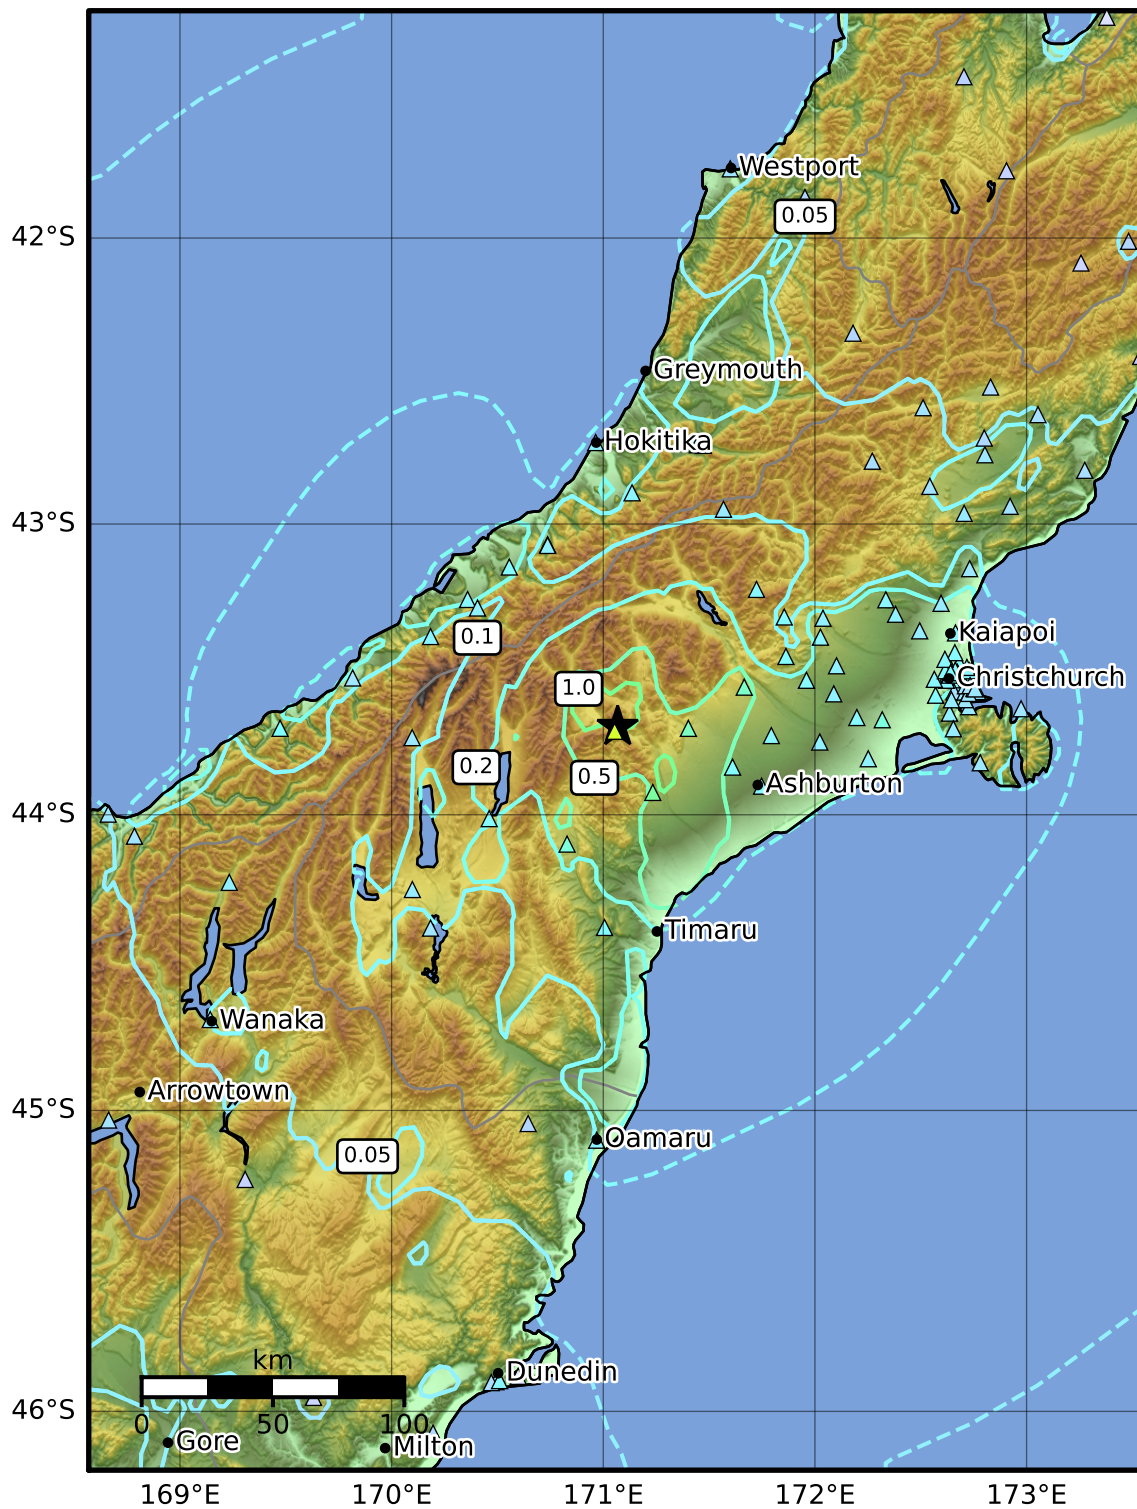 Westport
0.05
42°S
Greymouth
Hokitika
43°S
Kaiapoi
0.1
Christchurch
1.0
0.2
0.5
Ashburton
44°S
Timaru
Wanaka
Arrowtown
45°S
Oamaru
0.05
km
Dunedin
46°S
0 50 100
Gore
Milton
169°E 170°E 171°E 172°E 173°E